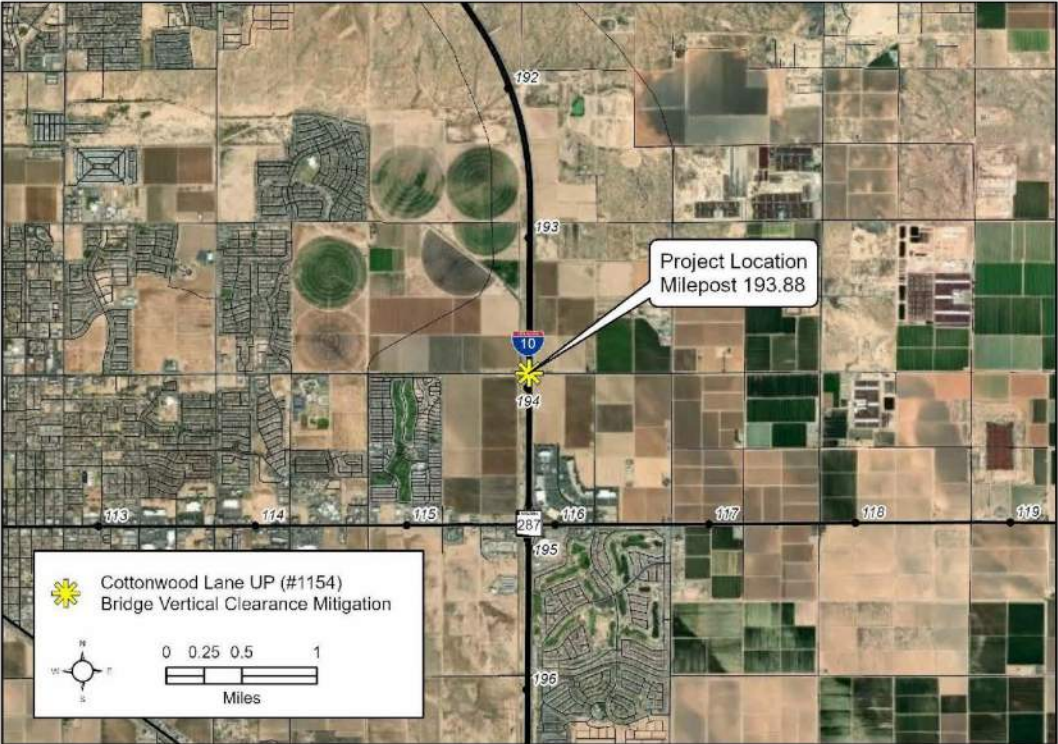 192
193
Project Location
Milepost 193.88
10
194
113
114
115
287
116
117
118
119
195
Cottonwood Lane UP (#1154)
Bridge Vertical Clearance Mitigation
N
W
E
S
0 0.25 0.5 1
Miles
196